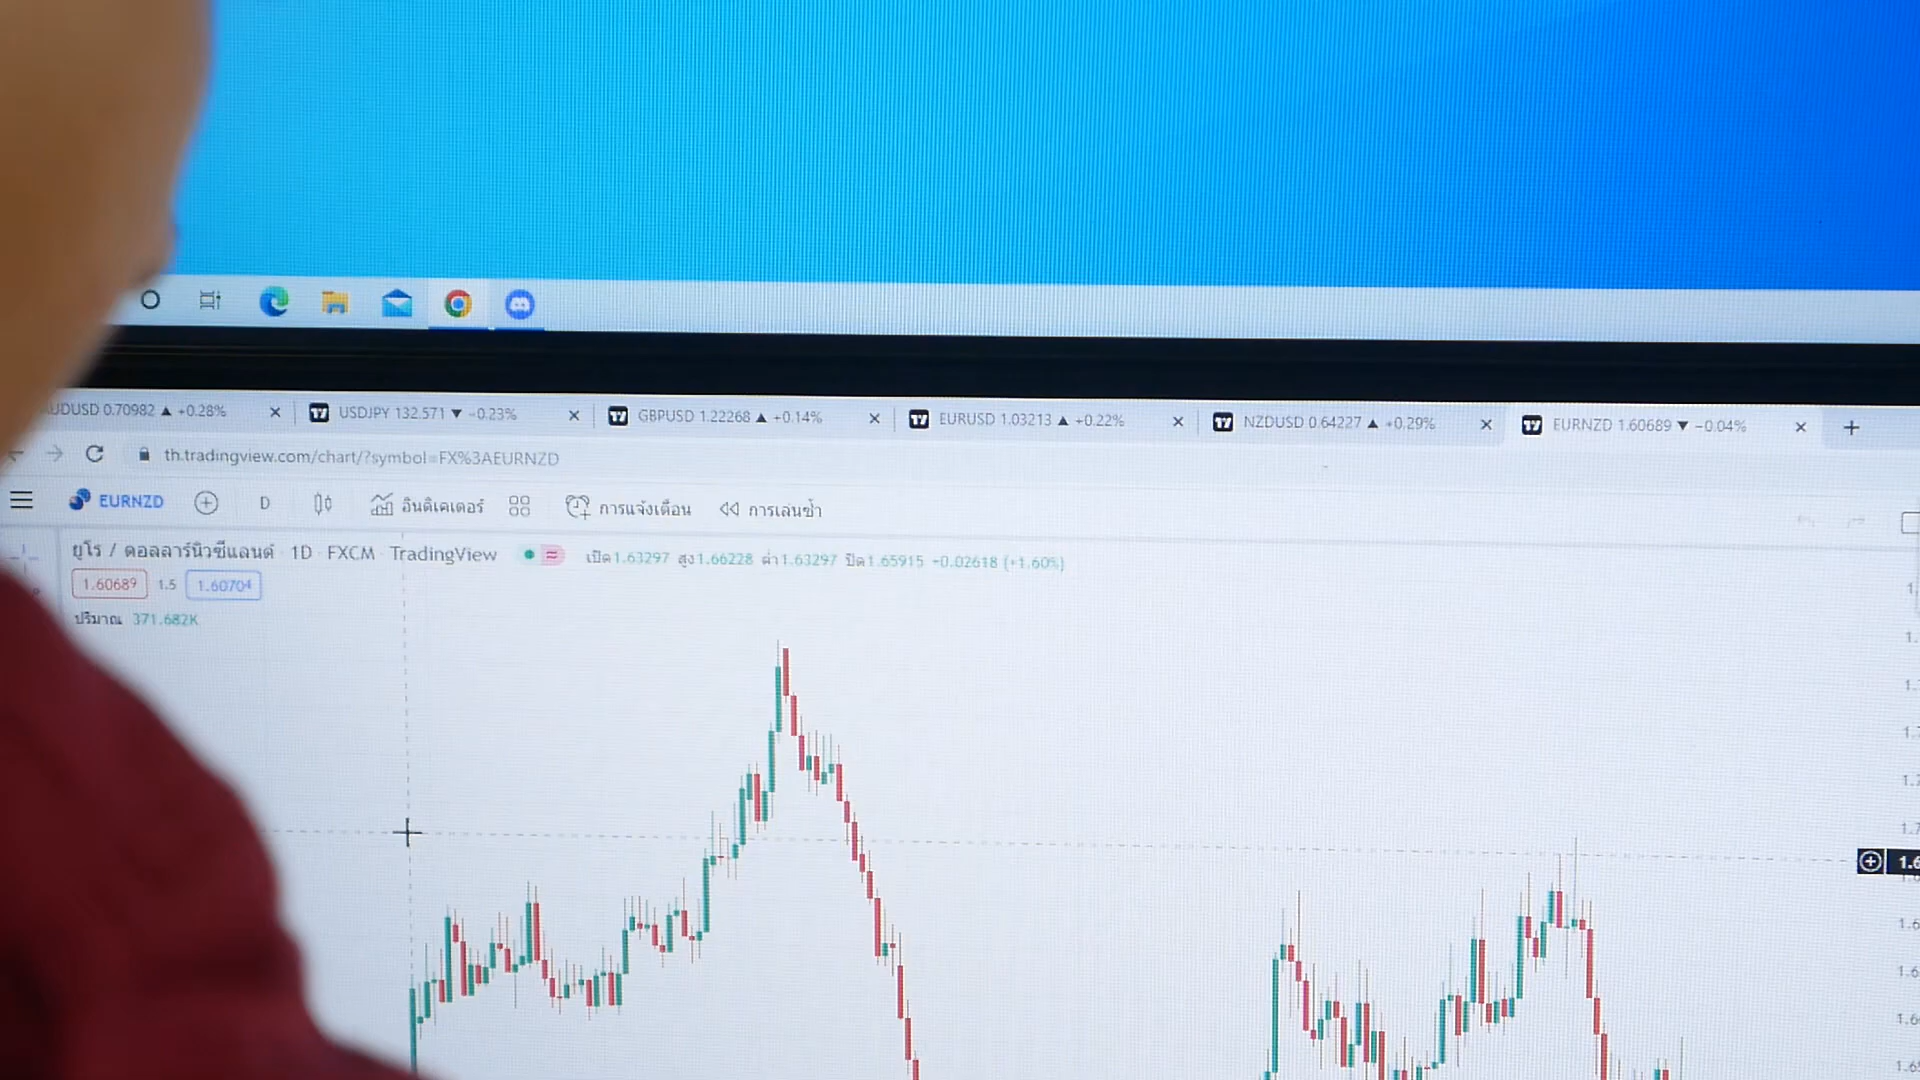 UDUSD 0.70982 ▲ +0.28%
USDJPY 132.571 ▼ −0.23%
GBPUSD 1.22268 ▲ +0.14%
EURUSD 1.03213 ▲ +0.22%
NZDUSD 0.64227 ▲ +0.29%
EURNZD 1.60689 ▼ −0.04%
th.tradingview.com/chart/?symbol=FX%3AEURNZD
EURNZD D อินดิเคเตอร์ การแจ้งเตือน การเล่นซ้ำ
ยูโร / ดอลลาร์นิวซีแลนด์ · 1D · FXCM · TradingView
เปิด1.63297 สูง1.66228 ต่ำ1.63297 ปิด1.65915 −0.02618 (+1.60%)
1.60689 1.5 1.60704
ปริมาณ 371.682K